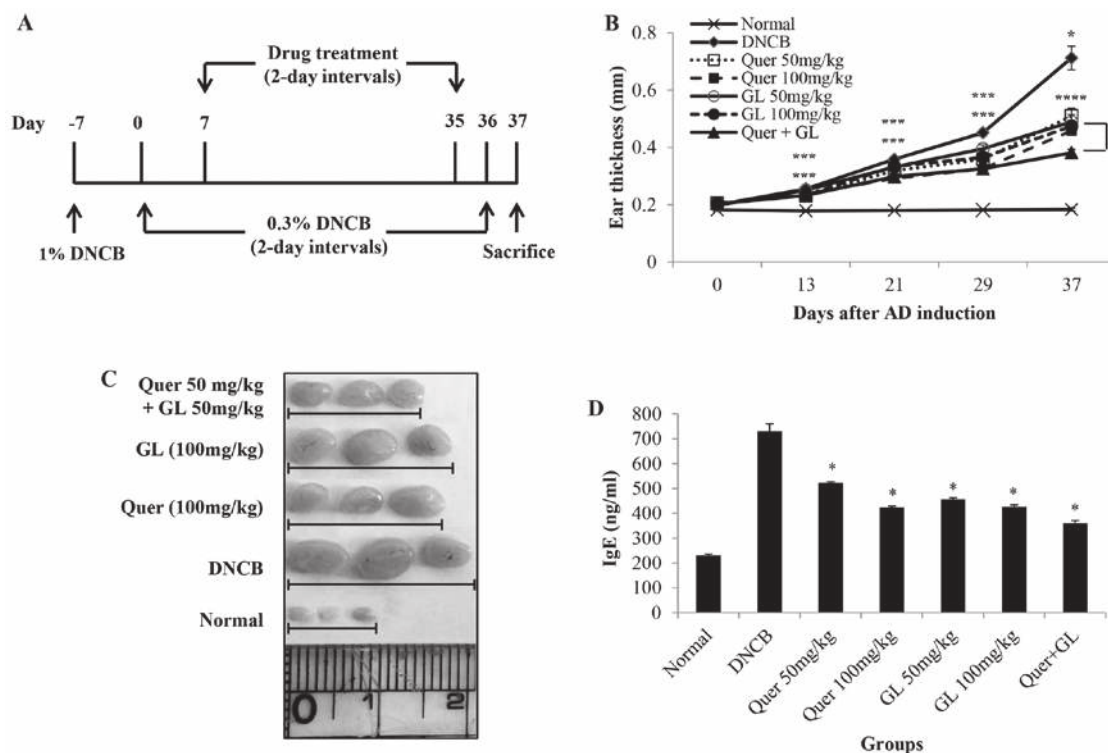 A
Drug treatment
(2-day intervals)
Day -7 0 7 35 36 37
0.3% DNCB
(2-day intervals)
1% DNCB
Sacrifice
B
Normal
DNCB
Quer 50mg/kg
Quer 100mg/kg
GL 50mg/kg
GL 100mg/kg
Quer + GL
Ear thickness (mm)
0.8
0.6
0.4
0.2
0
***
***
***
***
***
***
*
****
0 13 21 29 37
Days after AD induction
C
Quer 50 mg/kg
+ GL 50mg/kg
GL (100mg/kg)
Quer (100mg/kg)
DNCB
Normal
0 1 2
D
IgE (ng/ml)
800
700
600
500
400
300
200
100
0
* * * * *
Normal
DNCB
Quer 50mg/kg
Quer 100mg/kg
GL 50mg/kg
GL 100mg/kg
Quer+GL
Groups